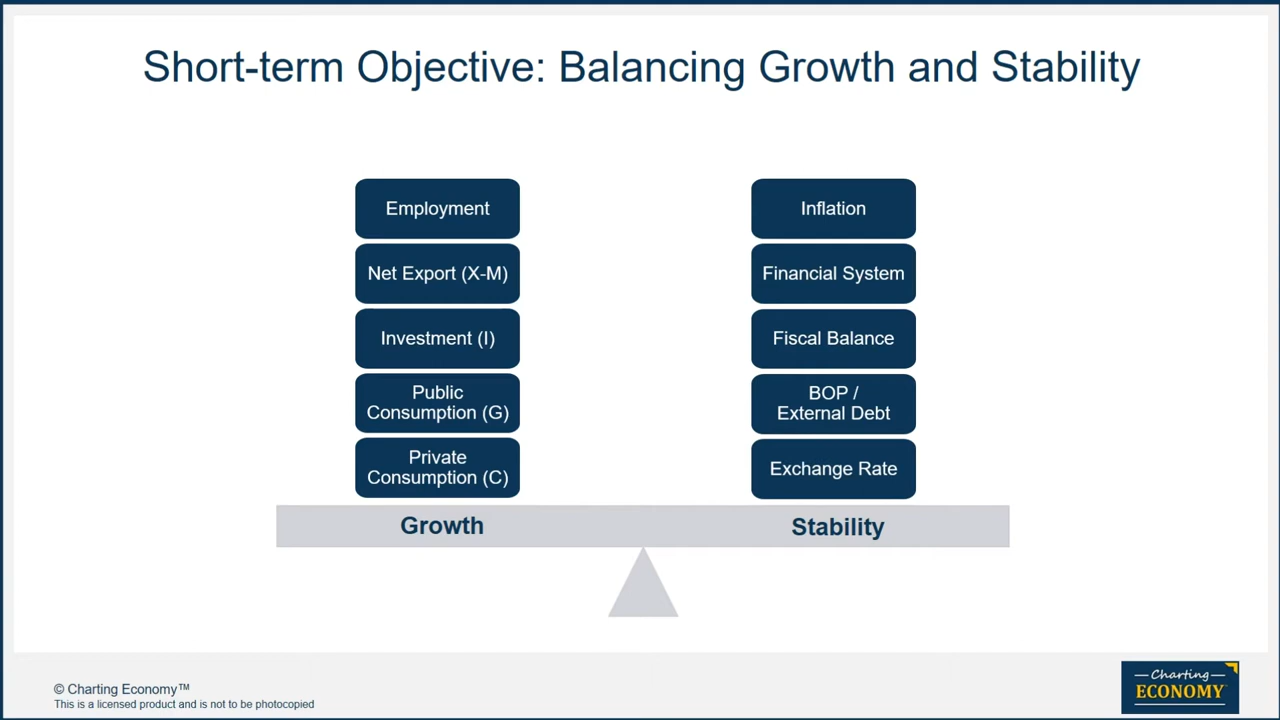 Short-term Objective: Balancing Growth and Stability
Employment
Net Export (X-M)
Investment (I)
Public
Consumption (G)
Private
Consumption (C)
Growth
Inflation
Financial System
Fiscal Balance
BOP /
External Debt
Exchange Rate
Stability
© Charting Economy™
This is a licensed product and is not to be photocopied
Charting
ECONOMY